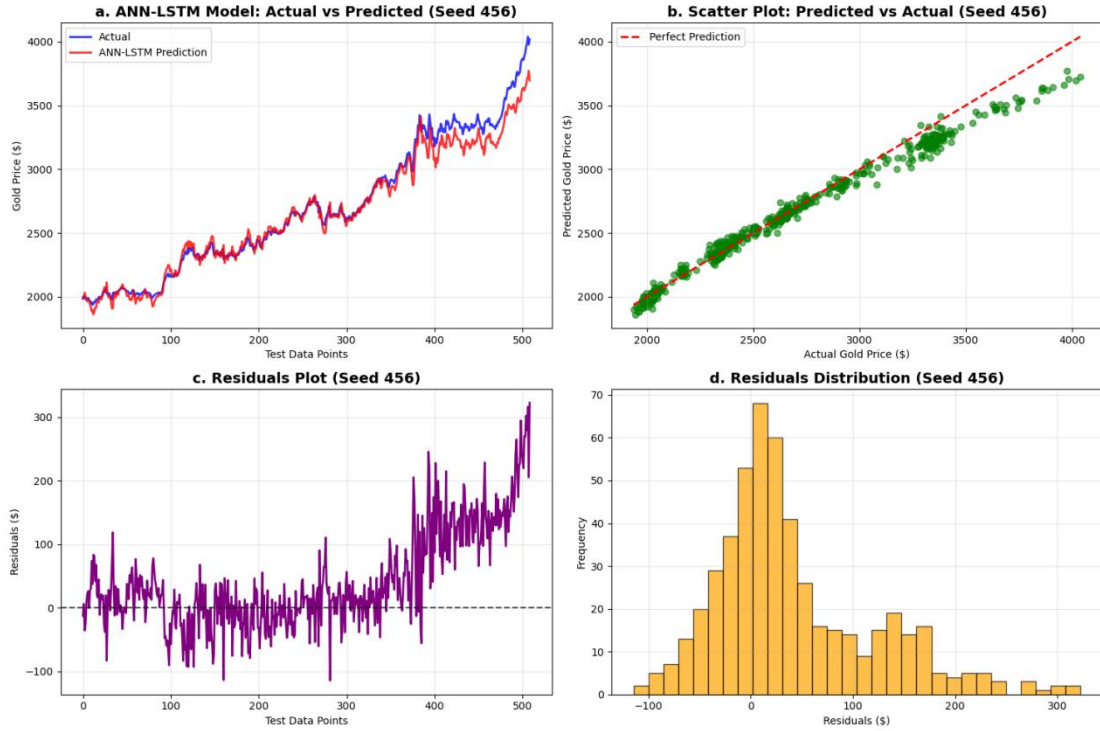 a. ANN-LSTM Model: Actual vs Predicted (Seed 456)
Actual
ANN-LSTM Prediction
4000
3500
3000
2500
2000
Gold Price ($)
0 100 200 300 400 500
Test Data Points
b. Scatter Plot: Predicted vs Actual (Seed 456)
Perfect Prediction
4000
3500
3000
2500
2000
Predicted Gold Price ($)
2000 2500 3000 3500 4000
Actual Gold Price ($)
c. Residuals Plot (Seed 456)
300
200
100
0
−100
Residuals ($)
0 100 200 300 400 500
Test Data Points
d. Residuals Distribution (Seed 456)
70
60
50
40
30
20
10
0
Frequency
−100 0 100 200 300
Residuals ($)